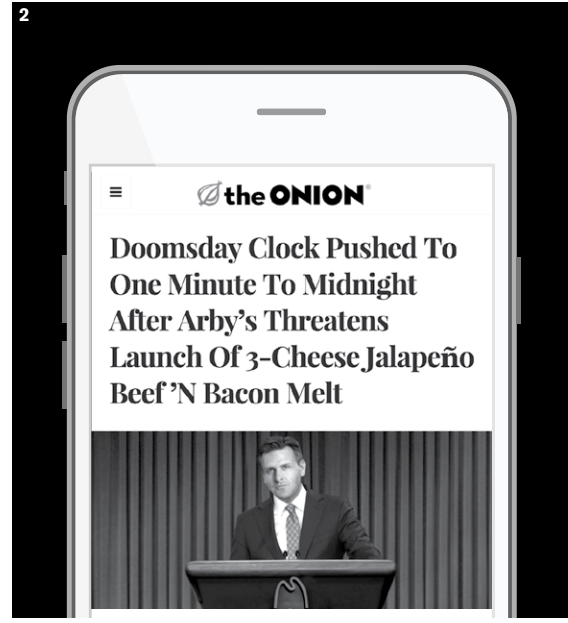 2
the ONION®
Doomsday Clock Pushed To
One Minute To Midnight
After Arby’s Threatens
Launch Of 3-Cheese Jalapeño
Beef ’N Bacon Melt